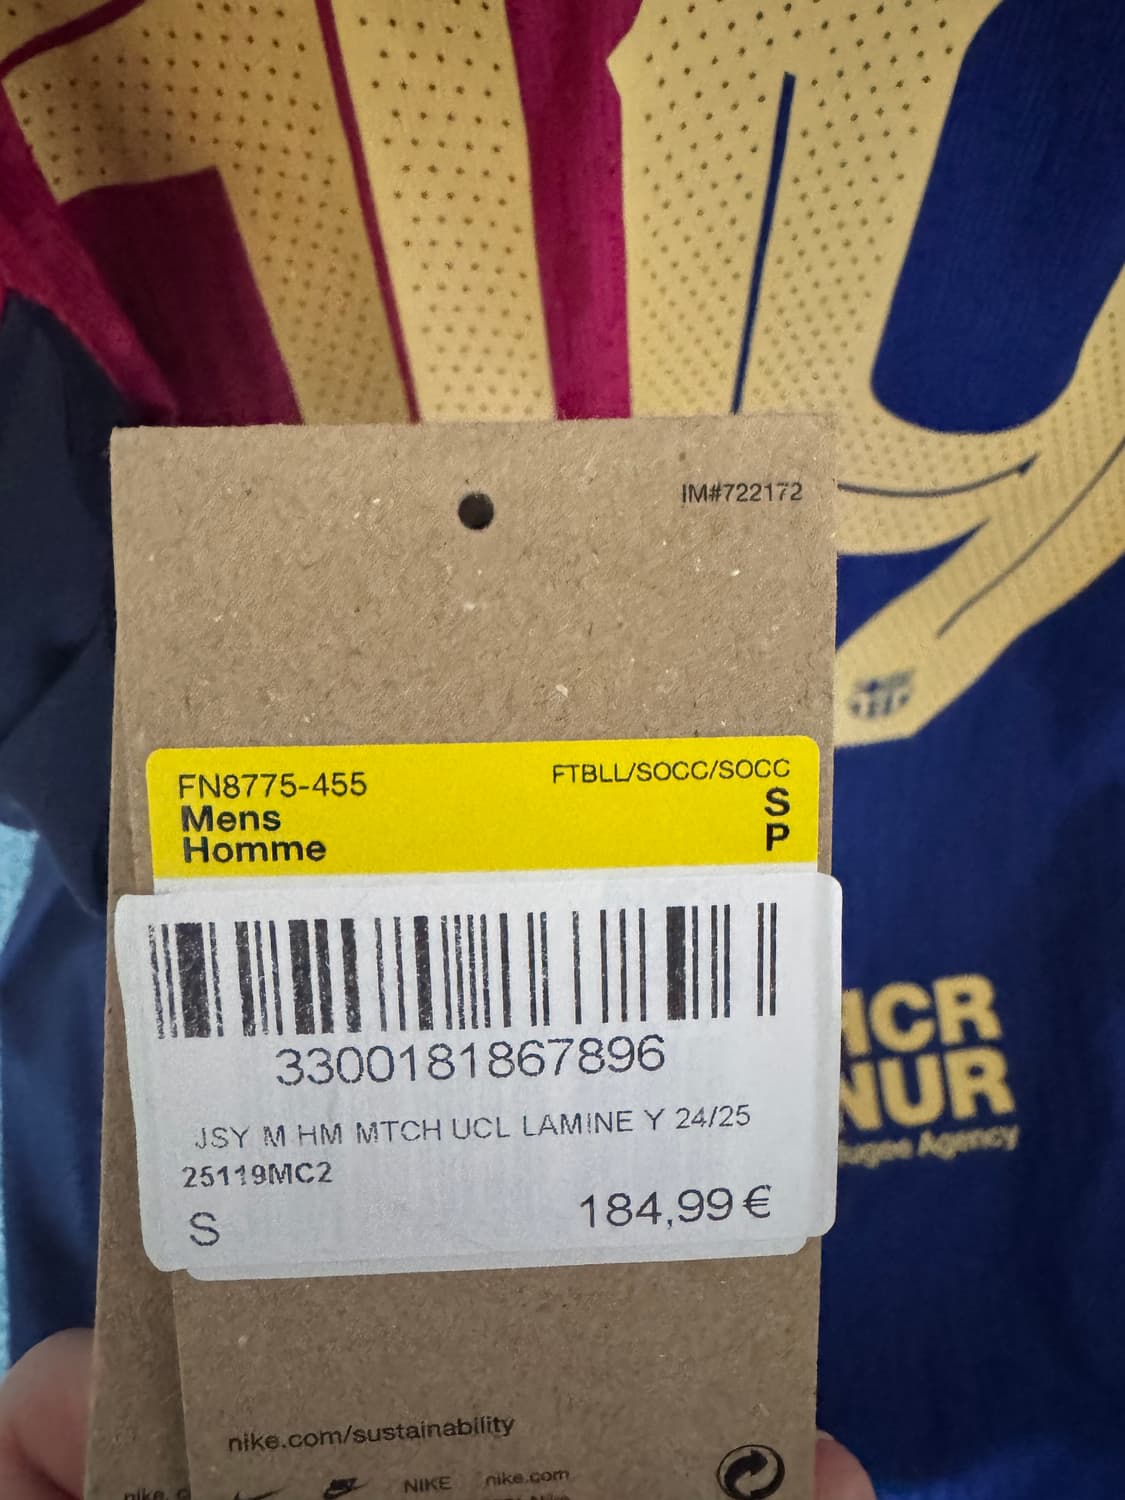 IM#722172
FN8775-455
FTBLL/SOCC/SOCC
Mens
S
Homme
P
3300181867896
JSY M HM MTCH UCL LAMINE Y 24/25
25119MC2
S
184,99€
NUR
Agency
nike.com/sustainability
NIKE
nike.com